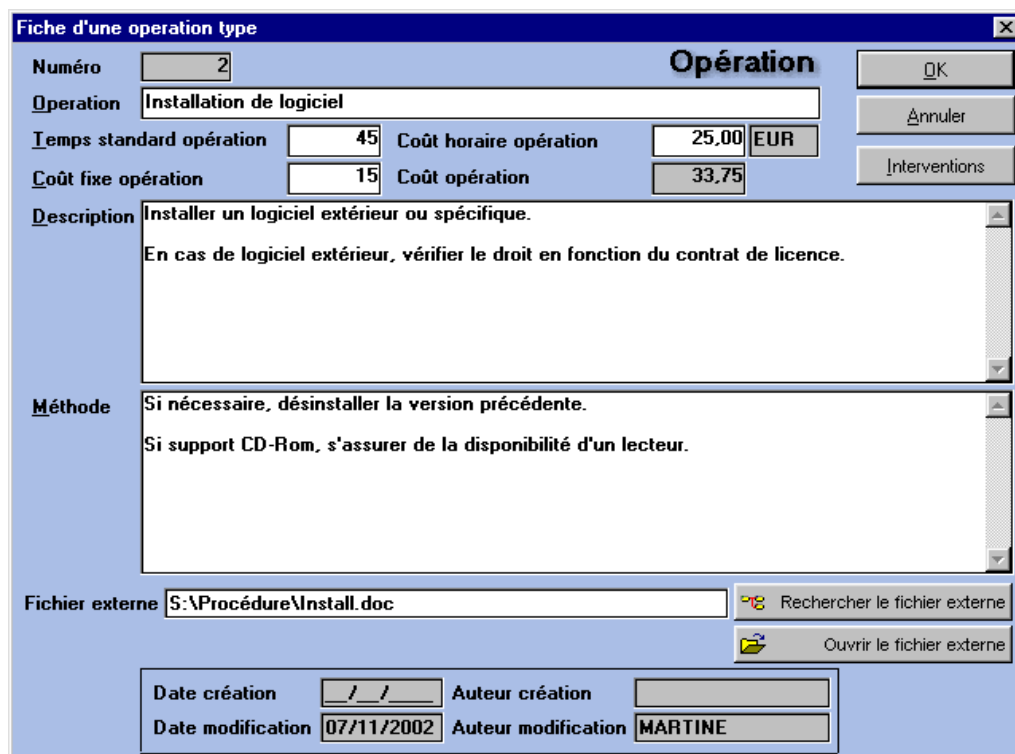 Fiche d'une operation type
Numéro 2 Opération OK
Operation Installation de logiciel Annuler
Temps standard opération 45 Coût horaire opération 25,00 EUR
Coût fixe opération 15 Coût opération 33,75 Interventions
Description Installer un logiciel extérieur ou spécifique.
En cas de logiciel extérieur, vérifier le droit en fonction du contrat de licence.
Méthode Si nécessaire, désinstaller la version précédente.
Si support CD-Rom, s'assurer de la disponibilité d'un lecteur.
Fichier externe S:\Procédure\Install.doc Rechercher le fichier externe
Ouvrir le fichier externe
Date création __/__/____ Auteur création
Date modification 07/11/2002 Auteur modification MARTINE